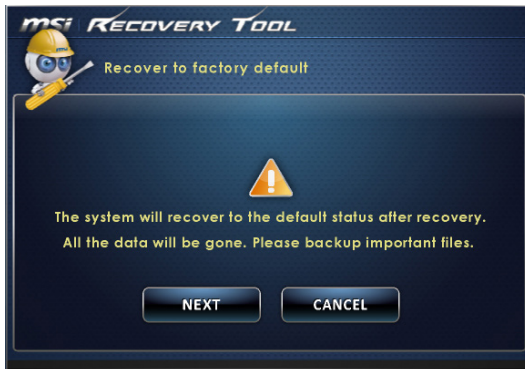 msi RECOVERY TOOL
Recover to factory default
The system will recover to the default status after recovery.
All the data will be gone. Please backup important files.
NEXT
CANCEL